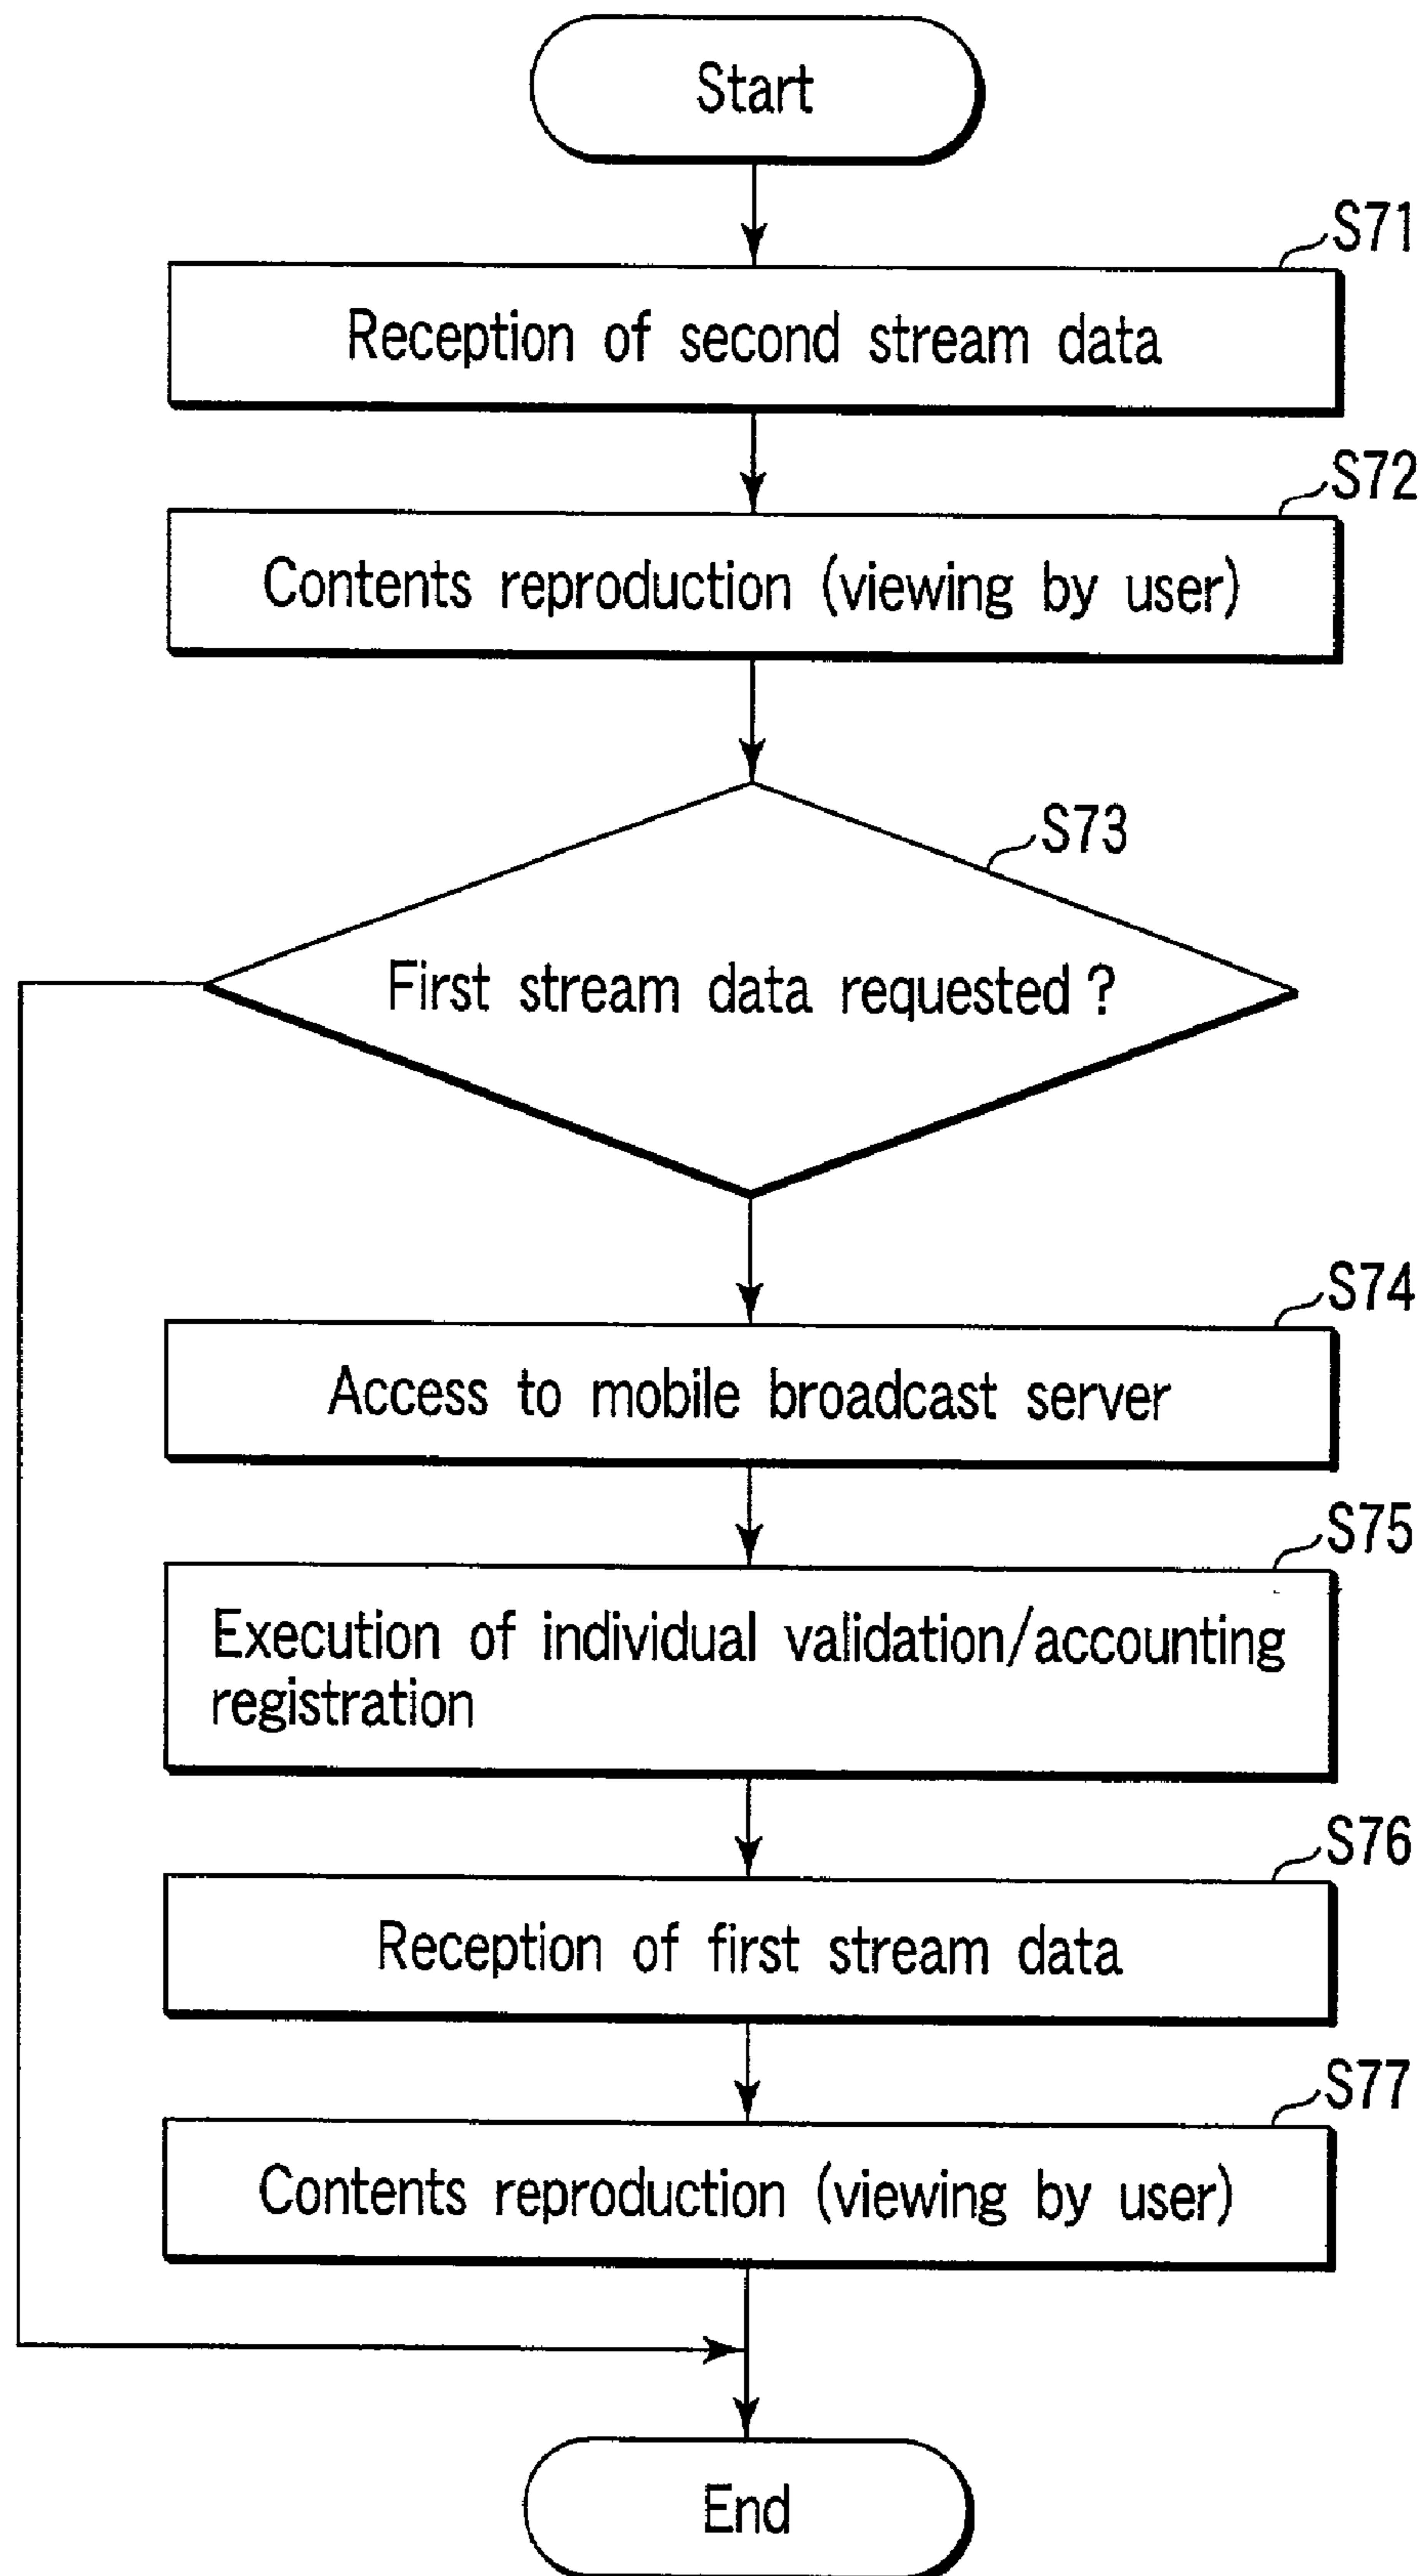 Start
S71
Reception of second stream data
S72
Contents reproduction (viewing by user)
S73
First stream data requested ?
S74
Access to mobile broadcast server
S75
Execution of individual validation/accounting
registration
S76
Reception of first stream data
S77
Contents reproduction (viewing by user)
End